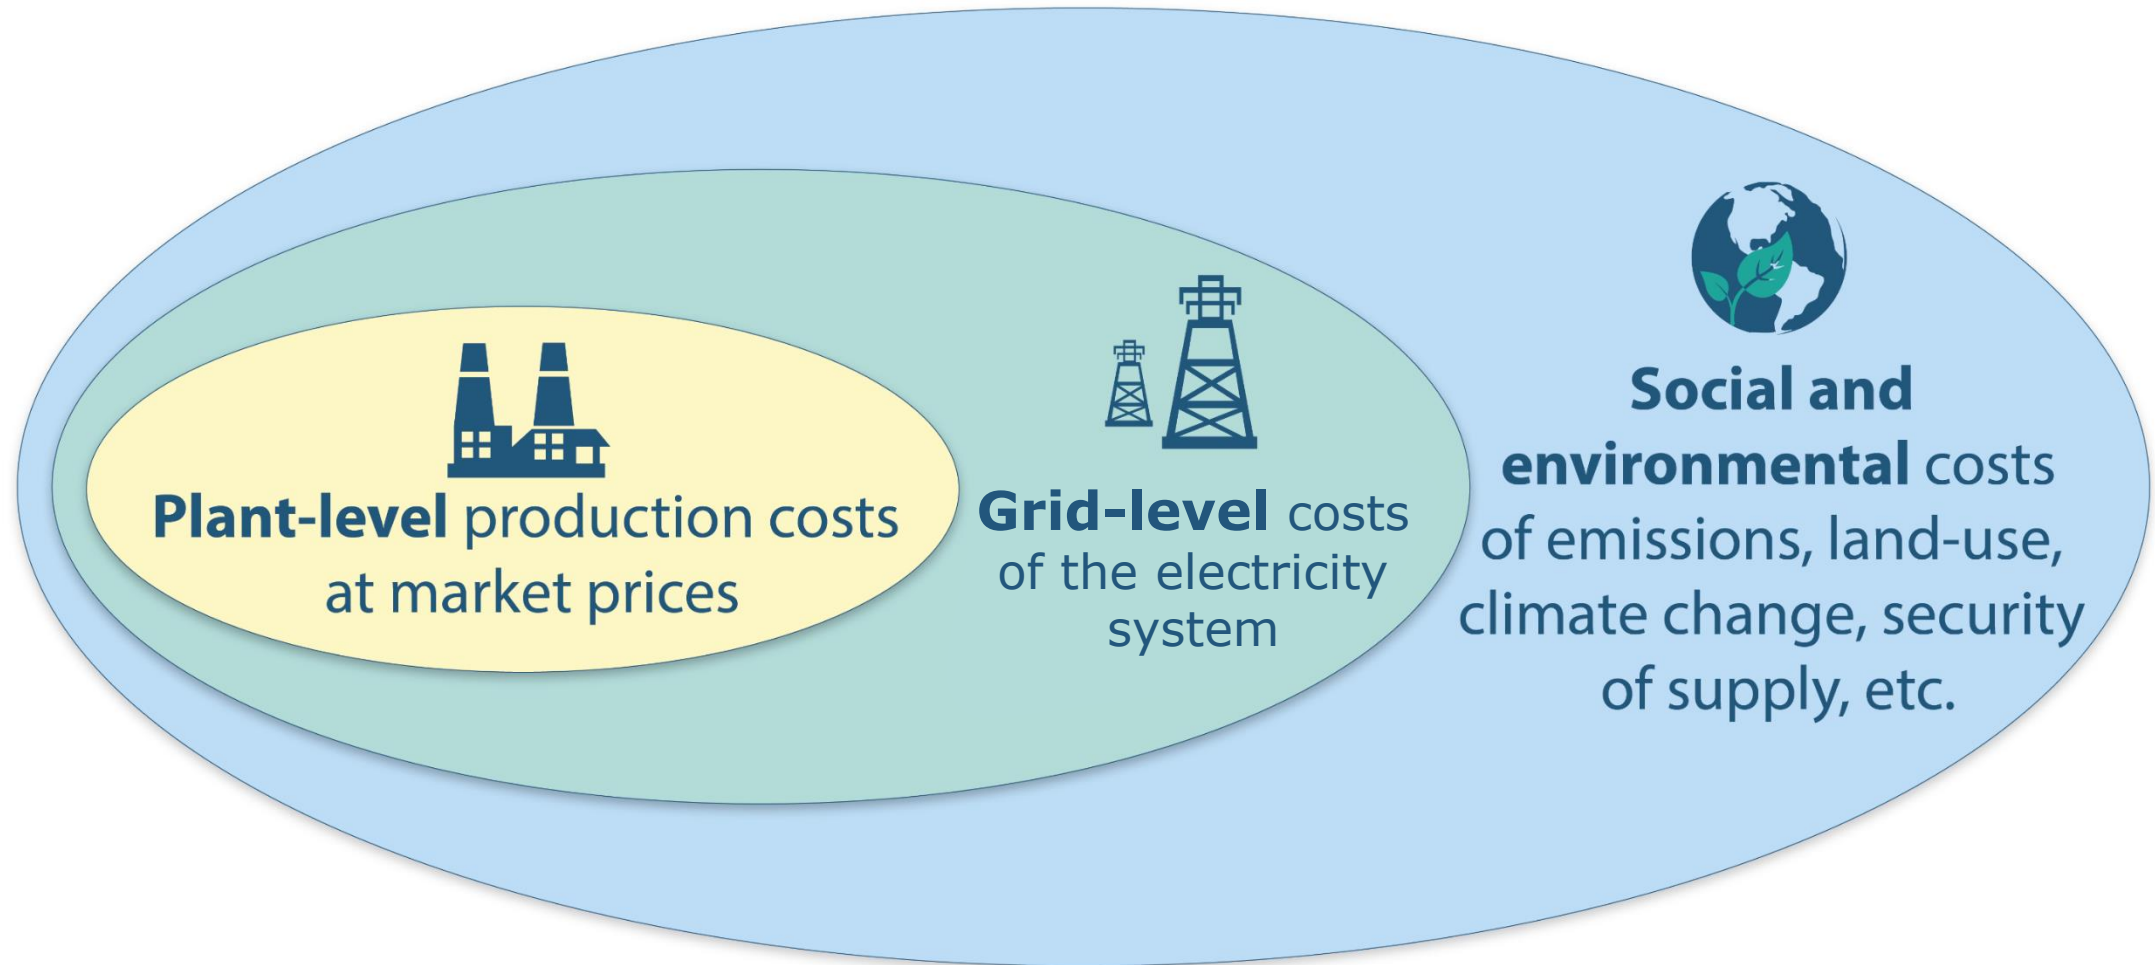 Plant-level production costs
at market prices
Grid-level costs
of the electricity
system
Social and
environmental costs
of emissions, land-use,
climate change, security
of supply, etc.